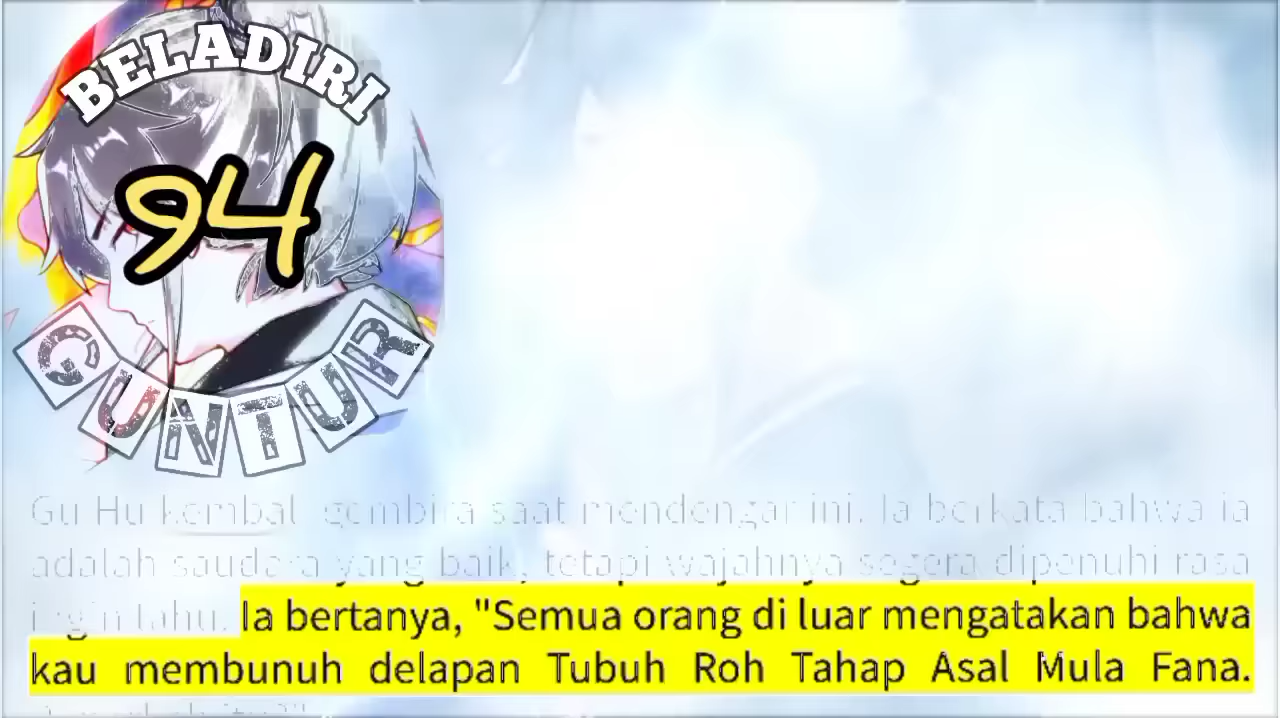 BELADIRI
94
GUNTUR
Gu Hu kembali gembira saat mendengar ini. Ia berkata bahwa ia
adalah saudara yang baik, tetapi wajahnya segera dipenuhi rasa
ingin tahu. Ia bertanya, "Semua orang di luar mengatakan bahwa
kau membunuh delapan Tubuh Roh Tahap Asal Mula Fana.